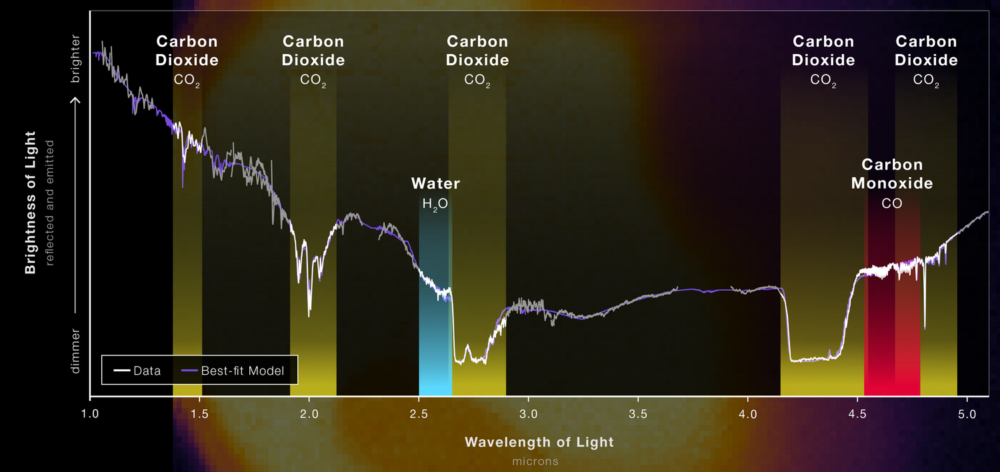 Carbon
Dioxide
CO2
Carbon
Dioxide
CO2
Carbon
Dioxide
CO2
Carbon
Dioxide
CO2
Carbon
Dioxide
CO2
Water
H2O
Carbon
Monoxide
CO
brighter
dimmer
Brightness of Light
reflected and emitted
Data
Best-fit Model
1.0
1.5
2.0
2.5
3.0
3.5
4.0
4.5
5.0
Wavelength of Light
microns